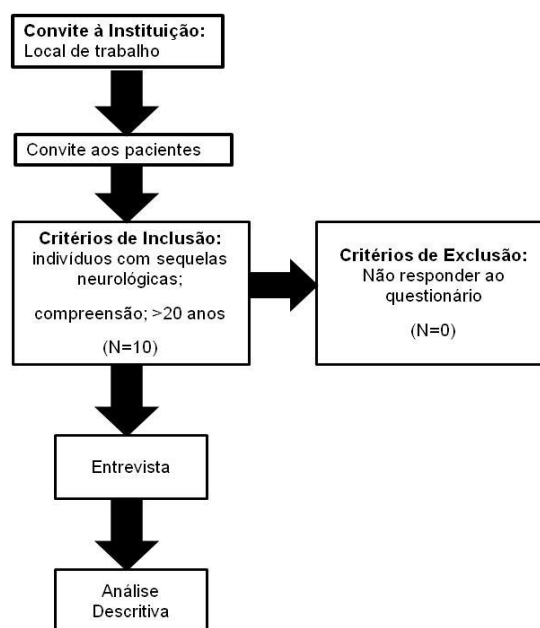 Convite à Instituição:
Local de trabalho
Convite aos pacientes
Critérios de Inclusão:
indivíduos com sequelas
neurológicas;
compreensão; >20 anos
(N=10)
Critérios de Exclusão:
Não responder ao
questionário
(N=0)
Entrevista
Análise
Descritiva